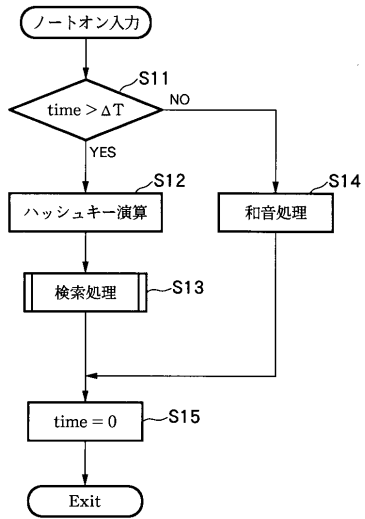 ノートオン入力
S11
time > ΔT
NO
YES
S12
ハッシュキー演算
S14
和音処理
検索処理
S13
time = 0
S15
Exit